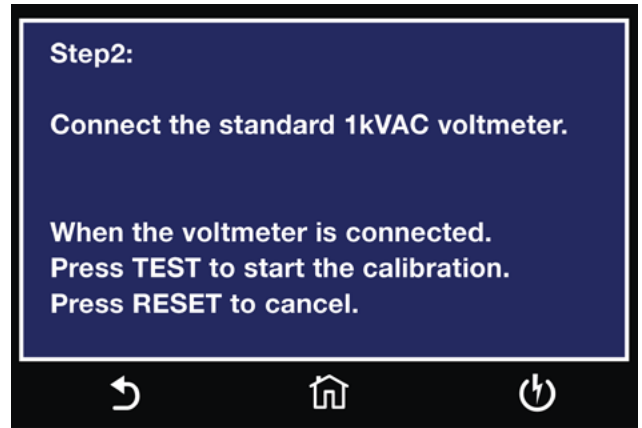 Step2:
Connect the standard 1kVAC voltmeter.
When the voltmeter is connected.
Press TEST to start the calibration.
Press RESET to cancel.